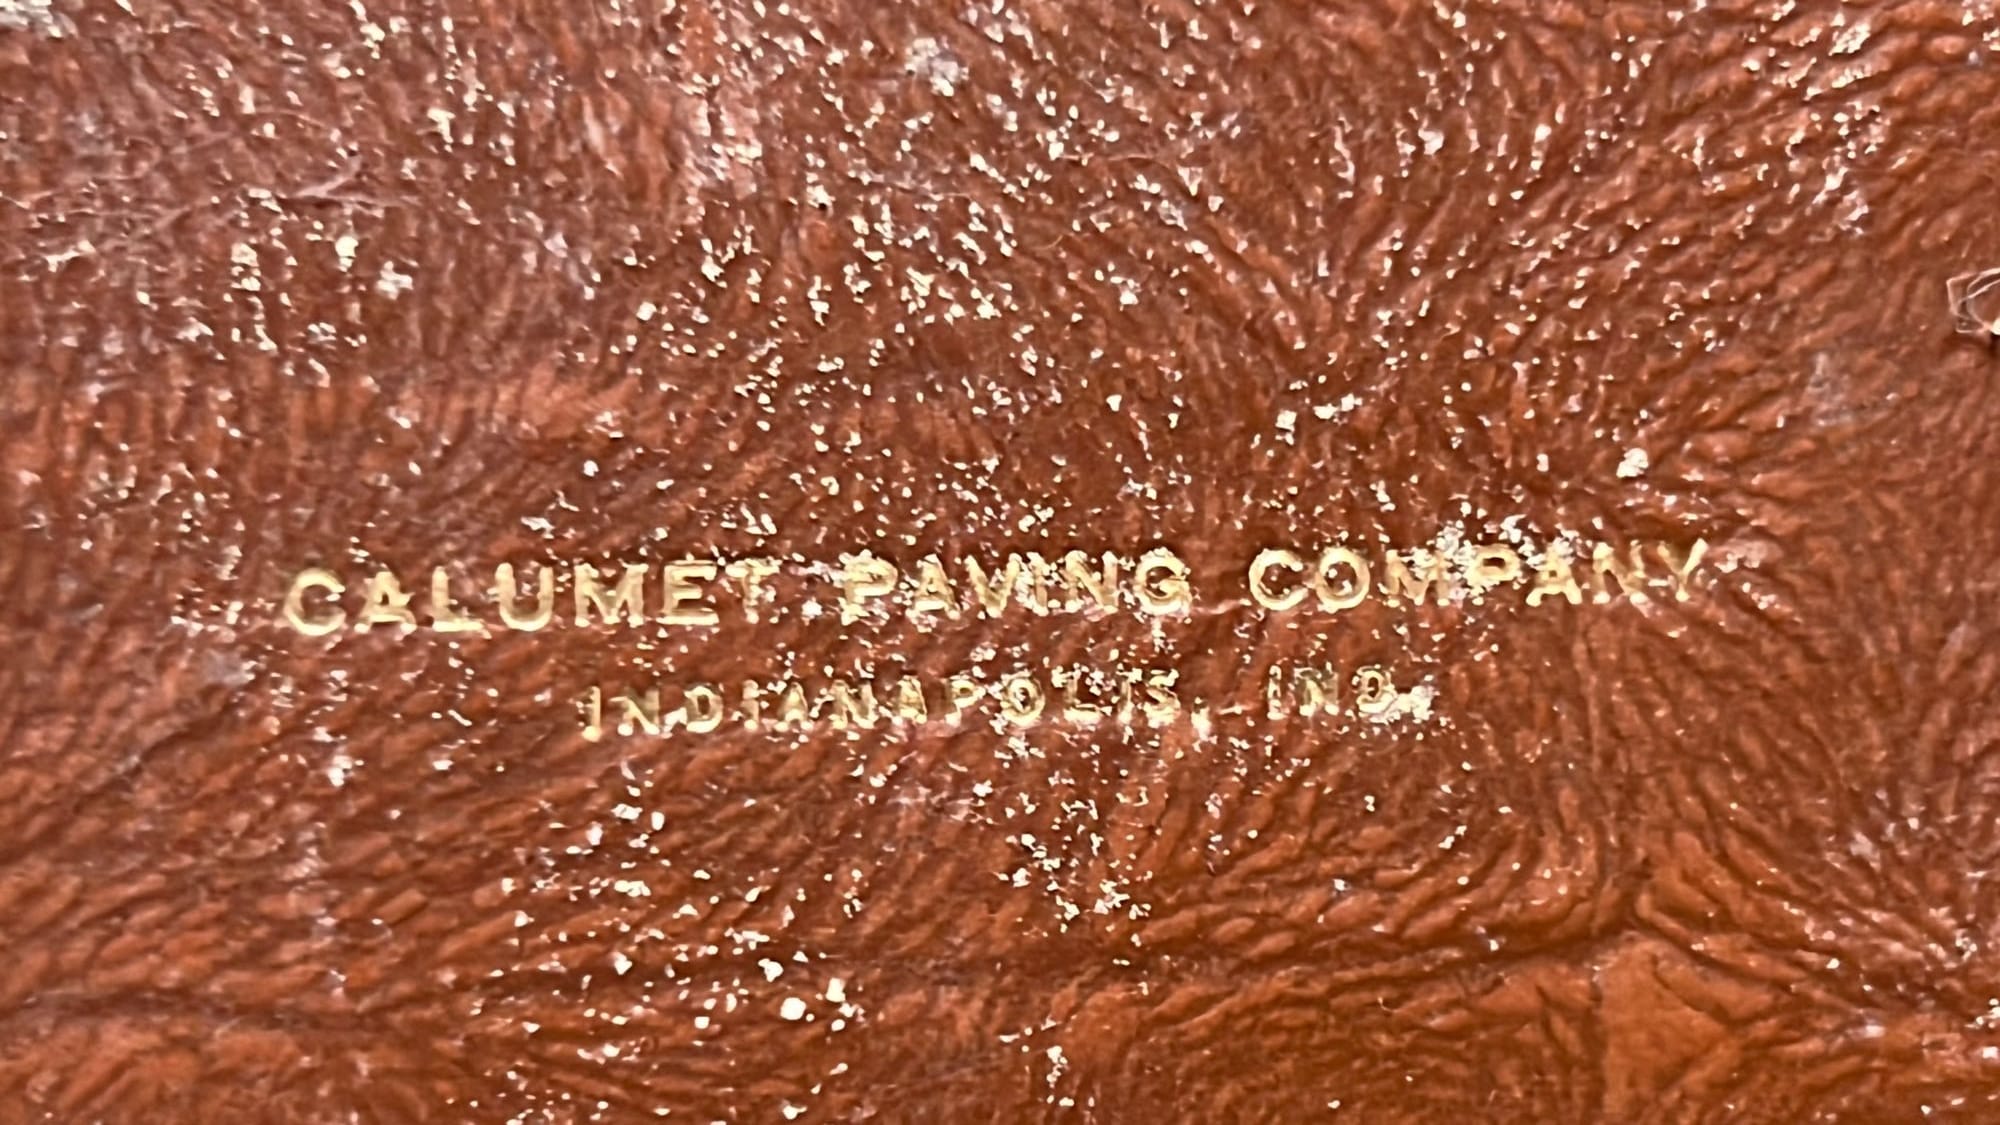 CALUMET PAVING COMPANY
INDIANAPOLIS, IND.